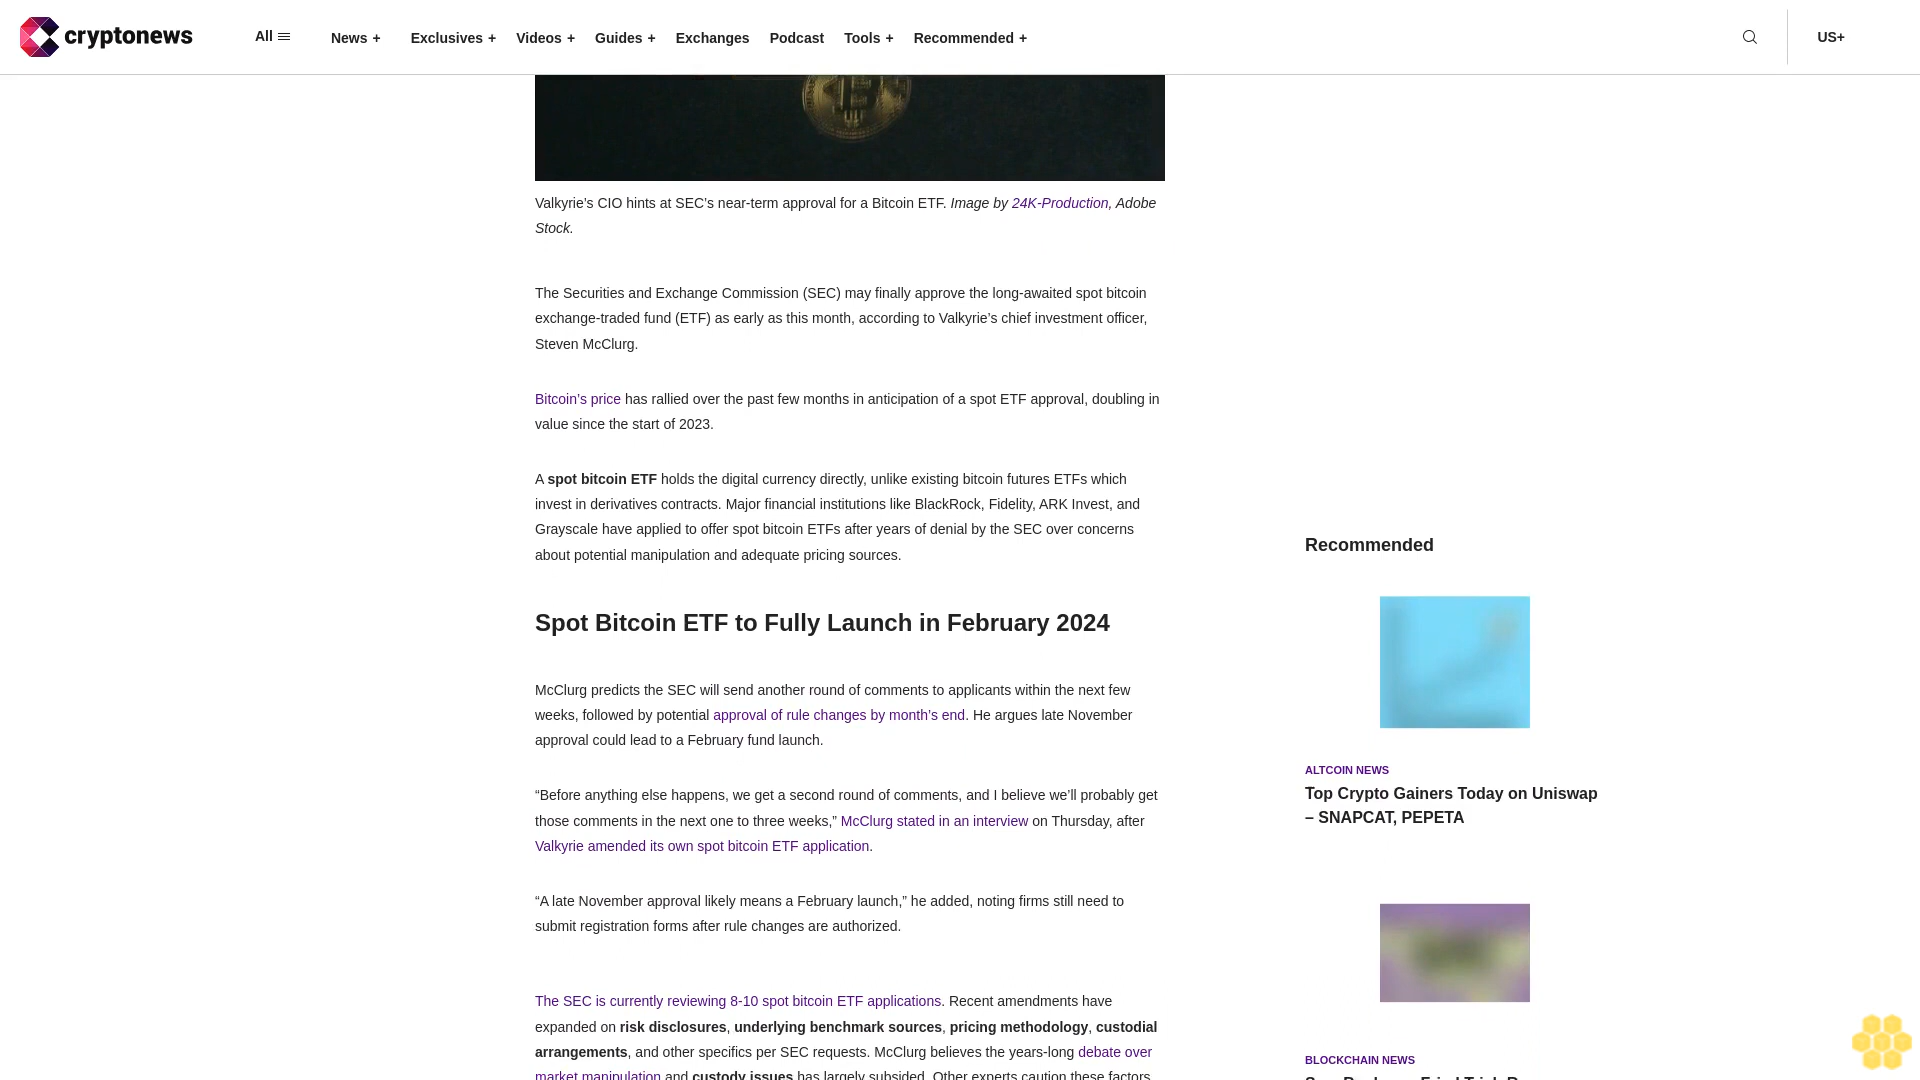 cryptonews
All
News +
Exclusives +
Videos +
Guides +
Exchanges
Podcast
Tools +
Recommended +
US+
Valkyrie’s CIO hints at SEC’s near-term approval for a Bitcoin ETF. Image by 24K-Production, Adobe
Stock.
The Securities and Exchange Commission (SEC) may finally approve the long-awaited spot bitcoin
exchange-traded fund (ETF) as early as this month, according to Valkyrie’s chief investment officer,
Steven McClurg.
Bitcoin’s price has rallied over the past few months in anticipation of a spot ETF approval, doubling in
value since the start of 2023.
A spot bitcoin ETF holds the digital currency directly, unlike existing bitcoin futures ETFs which
invest in derivatives contracts. Major financial institutions like BlackRock, Fidelity, ARK Invest, and
Grayscale have applied to offer spot bitcoin ETFs after years of denial by the SEC over concerns
about potential manipulation and adequate pricing sources.
Spot Bitcoin ETF to Fully Launch in February 2024
McClurg predicts the SEC will send another round of comments to applicants within the next few
weeks, followed by potential approval of rule changes by month’s end. He argues late November
approval could lead to a February fund launch.
“Before anything else happens, we get a second round of comments, and I believe we’ll probably get
those comments in the next one to three weeks,” McClurg stated in an interview on Thursday, after
Valkyrie amended its own spot bitcoin ETF application.
“A late November approval likely means a February launch,” he added, noting firms still need to
submit registration forms after rule changes are authorized.
The SEC is currently reviewing 8-10 spot bitcoin ETF applications. Recent amendments have
expanded on risk disclosures, underlying benchmark sources, pricing methodology, custodial
arrangements, and other specifics per SEC requests. McClurg believes the years-long debate over
market manipulation and custody issues has largely subsided. Other experts caution these factors
Recommended
ALTCOIN NEWS
Top Crypto Gainers Today on Uniswap
– SNAPCAT, PEPETA
BLOCKCHAIN NEWS